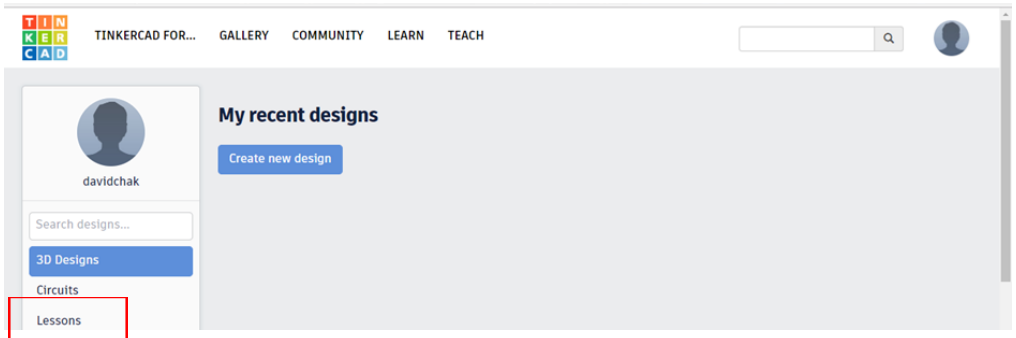 TIN
KER
CAD
TINKERCAD FOR... GALLERY COMMUNITY LEARN TEACH
My recent designs
Create new design
davidchak
Search designs...
3D Designs
Circuits
Lessons